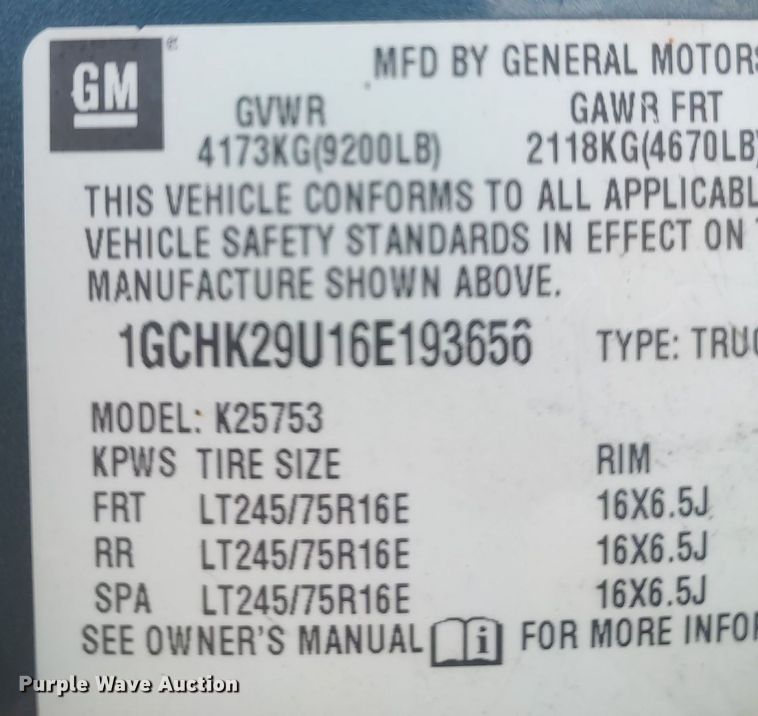 GM
MFD BY GENERAL MOTORS
GVWR GAWR FRT
4173KG(9200LB) 2118KG(4670LB)
THIS VEHICLE CONFORMS TO ALL APPLICABL
VEHICLE SAFETY STANDARDS IN EFFECT ON
MANUFACTURE SHOWN ABOVE.
1GCHK29U16E193656 TYPE: TRUC
MODEL: K25753
KPWS TIRE SIZE RIM
FRT LT245/75R16E 16X6.5J
RR LT245/75R16E 16X6.5J
SPA LT245/75R16E 16X6.5J
SEE OWNER'S MANUAL i FOR MORE INFOR
Purple Wave Auction